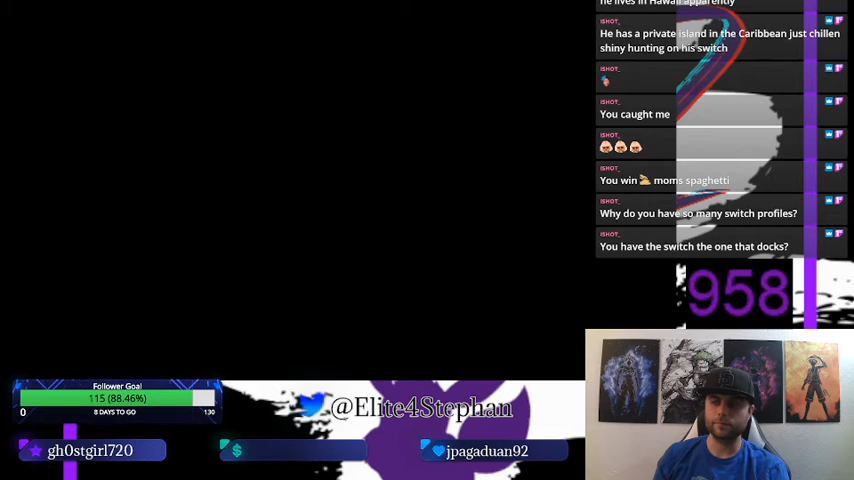 he lives in Hawaii apparently
ISHOT_
He has a private island in the Caribbean just chillen
shiny hunting on his switch
ISHOT_
ISHOT_
You caught me
ISHOT_
ISHOT_
You win moms spaghetti
ISHOT_
Why do you have so many switch profiles?
ISHOT_
You have the switch the one that docks?
958
Follower Goal
115 (88.46%)
0
8 DAYS TO GO
130
@Elite4Stephan
gh0stgirl720
$
jpagaduan92